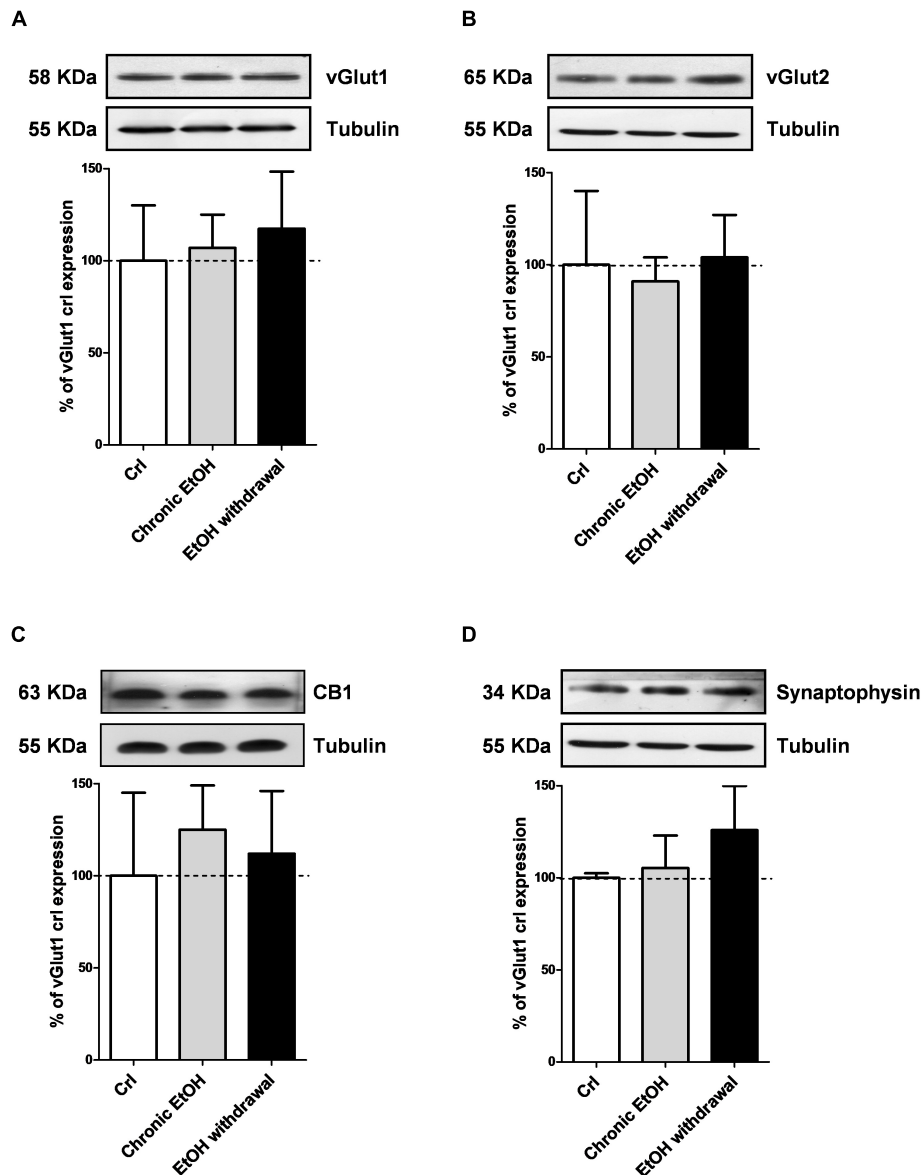 A
58 KDa vGlut1
55 KDa Tubulin
% of vGlut1 crl expression
150
100
50
0
Crl
Chronic EtOH
EtOH withdrawal
B
65 KDa vGlut2
55 KDa Tubulin
% of vGlut1 crl expression
150
100
50
0
Crl
Chronic EtOH
EtOH withdrawal
C
63 KDa CB1
55 KDa Tubulin
% of vGlut1 crl expression
150
100
50
0
Crl
Chronic EtOH
EtOH withdrawal
D
34 KDa Synaptophysin
55 KDa Tubulin
% of vGlut1 crl expression
150
100
50
0
Crl
Chronic EtOH
EtOH withdrawal